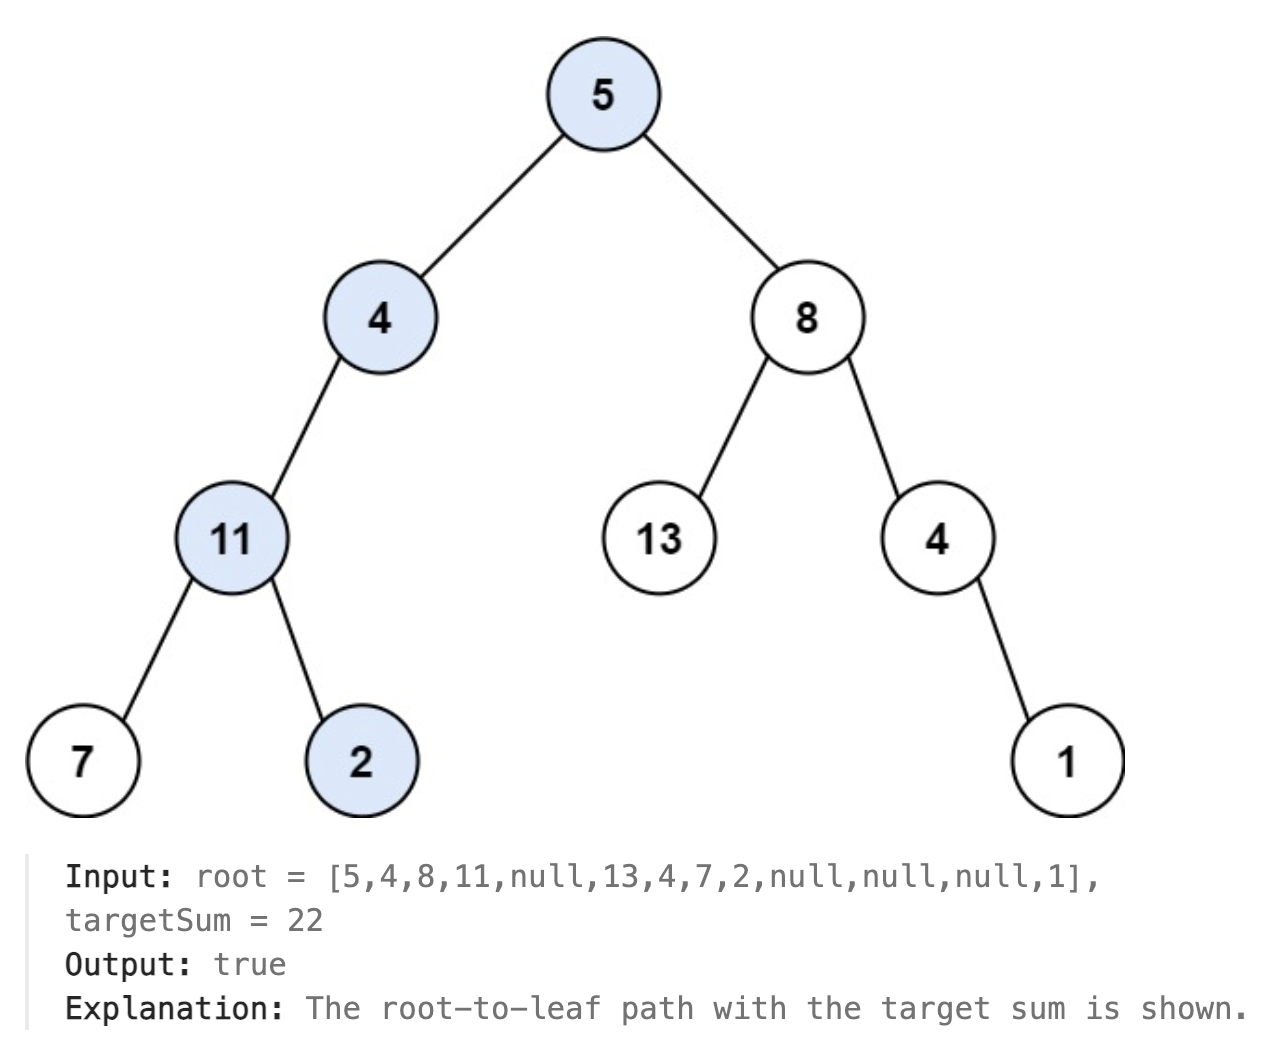 5
4
8
11
13
4
7
2
1
Input: root = [5,4,8,11,null,13,4,7,2,null,null,null,1],
targetSum = 22
Output: true
Explanation: The root-to-leaf path with the target sum is shown.